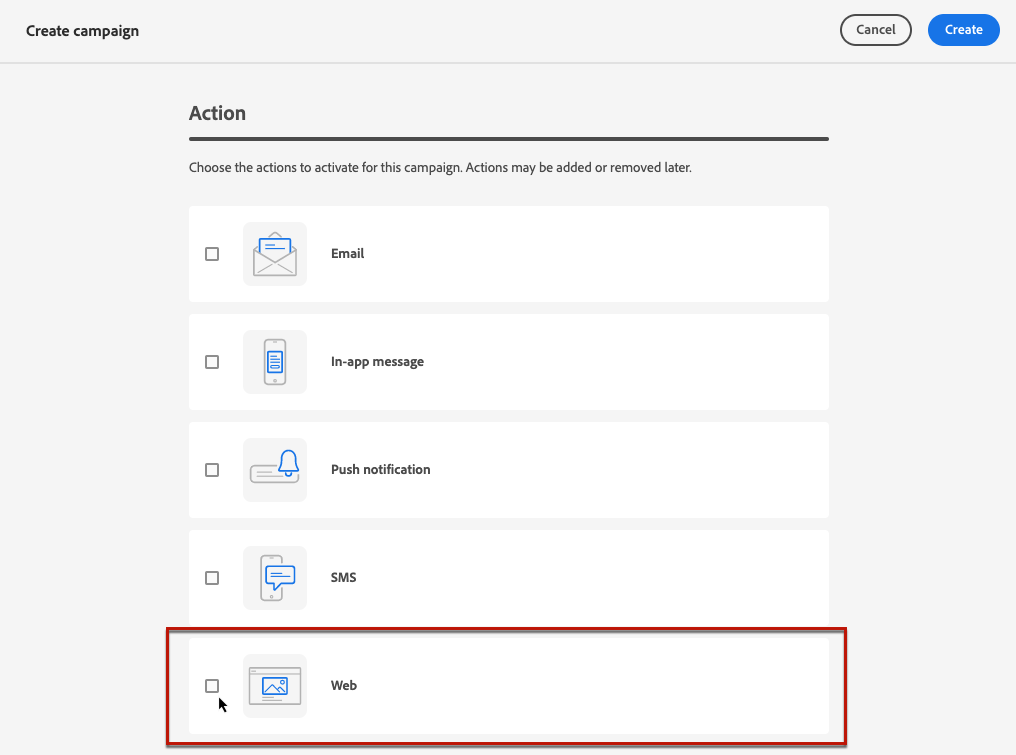 Create campaign
Cancel
Create
Action
Choose the actions to activate for this campaign. Actions may be added or removed later.
Email
In-app message
Push notification
SMS
Web